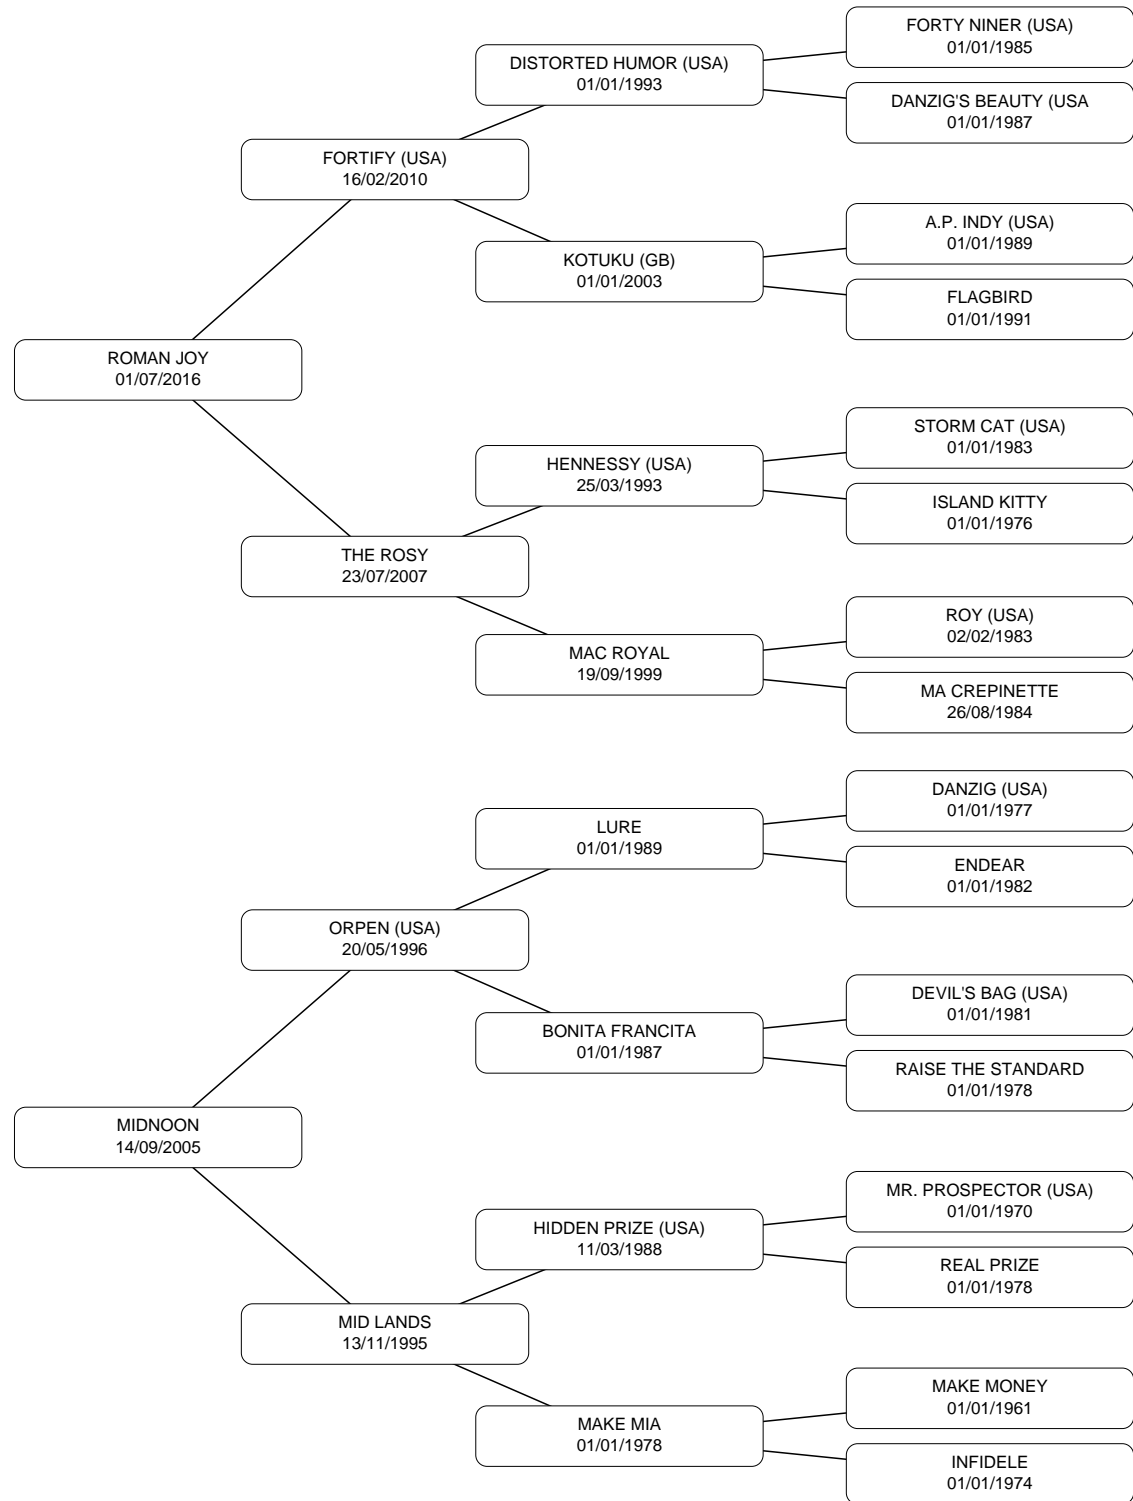 FORTY NINER (USA)
01/01/1985
DISTORTED HUMOR (USA)
01/01/1993
DANZIG'S BEAUTY (USA
01/01/1987
FORTIFY (USA)
16/02/2010
A.P. INDY (USA)
01/01/1989
KOTUKU (GB)
01/01/2003
FLAGBIRD
01/01/1991
ROMAN JOY
01/07/2016
STORM CAT (USA)
01/01/1983
HENNESSY (USA)
25/03/1993
ISLAND KITTY
01/01/1976
THE ROSY
23/07/2007
ROY (USA)
02/02/1983
MAC ROYAL
19/09/1999
MA CREPINETTE
26/08/1984
DANZIG (USA)
01/01/1977
LURE
01/01/1989
ENDEAR
01/01/1982
ORPEN (USA)
20/05/1996
DEVIL'S BAG (USA)
01/01/1981
BONITA FRANCITA
01/01/1987
RAISE THE STANDARD
01/01/1978
MIDNOON
14/09/2005
MR. PROSPECTOR (USA)
01/01/1970
HIDDEN PRIZE (USA)
11/03/1988
REAL PRIZE
01/01/1978
MID LANDS
13/11/1995
MAKE MONEY
01/01/1961
MAKE MIA
01/01/1978
INFIDELE
01/01/1974